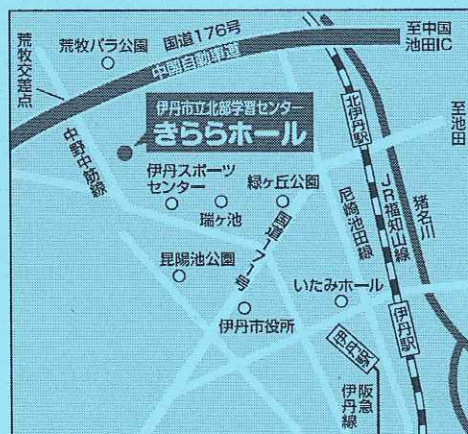 荒牧
交差点
荒牧バラ公園
国道176号
中国自動車道
至中国
池田IC
伊丹市立北部学習センター
きららホール
中野中筋線
北伊丹駅
至池田
伊丹スポーツ
センター
瑞ヶ池
緑ヶ丘公園
国道171号
尼崎池田線
JR福知山線
猪名川
昆陽池公園
いたみホール
伊丹市役所
伊丹駅
伊丹駅
阪急
伊丹線